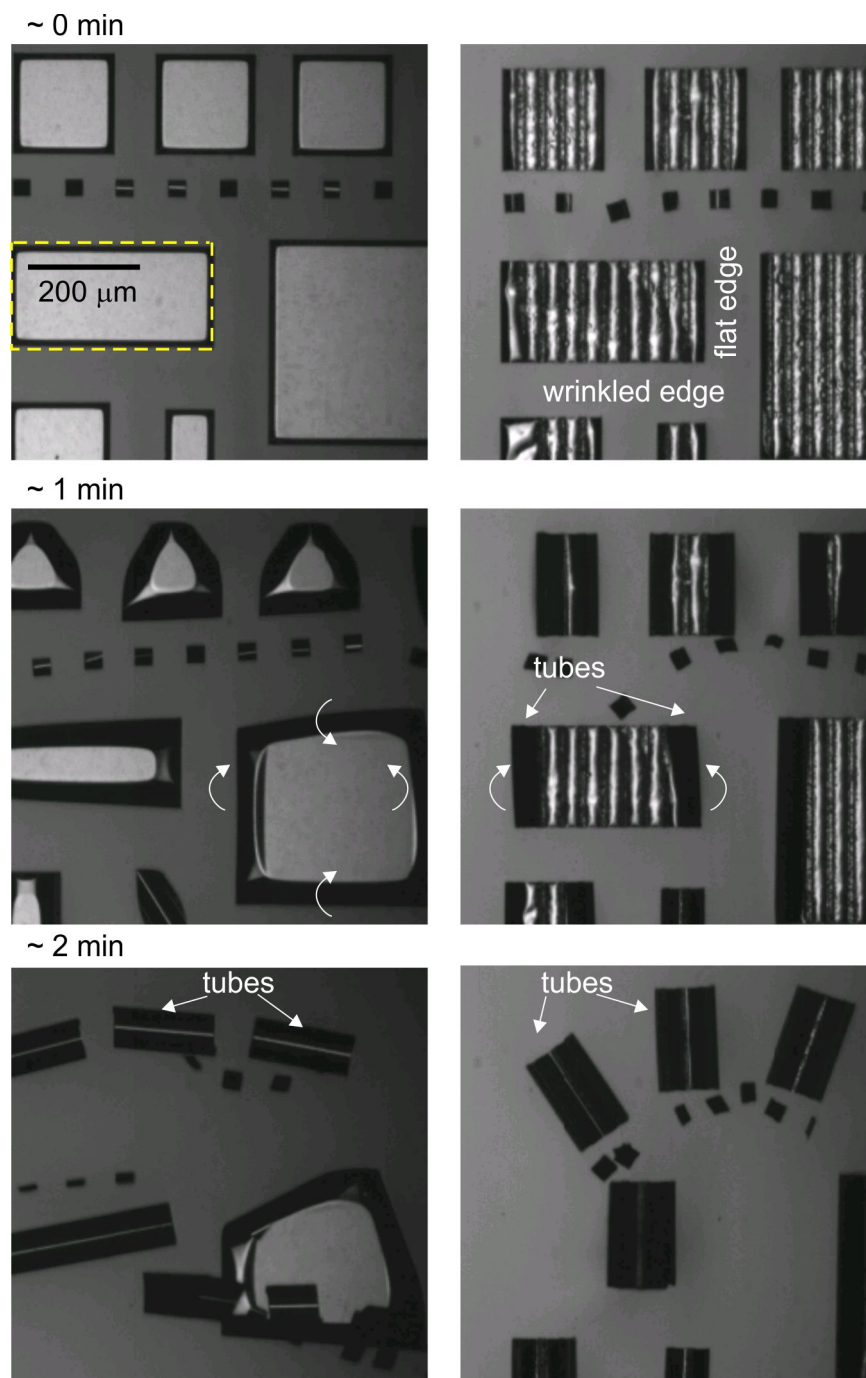 ~ 0 min
200 μm
flat edge
wrinkled edge
~ 1 min
tubes
~ 2 min
tubes
tubes